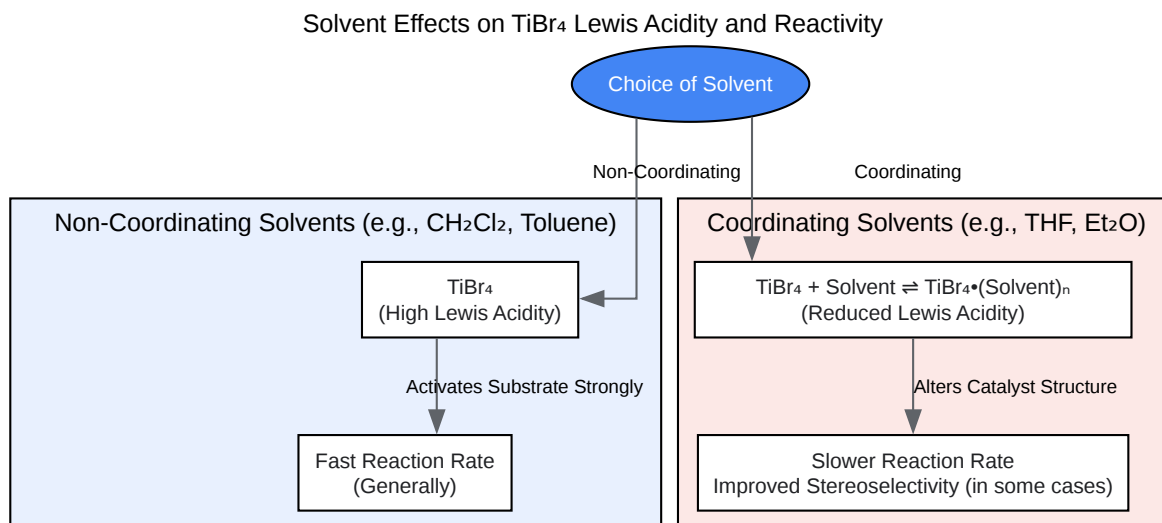 Solvent Effects on TiBr₄ Lewis Acidity and Reactivity
Choice of Solvent
Non-Coordinating
Coordinating
Non-Coordinating Solvents (e.g., CH₂Cl₂, Toluene)
TiBr₄
(High Lewis Acidity)
Activates Substrate Strongly
Fast Reaction Rate
(Generally)
Coordinating Solvents (e.g., THF, Et₂O)
TiBr₄ + Solvent ⇌ TiBr₄•(Solvent)ₙ
(Reduced Lewis Acidity)
Alters Catalyst Structure
Slower Reaction Rate
Improved Stereoselectivity (in some cases)